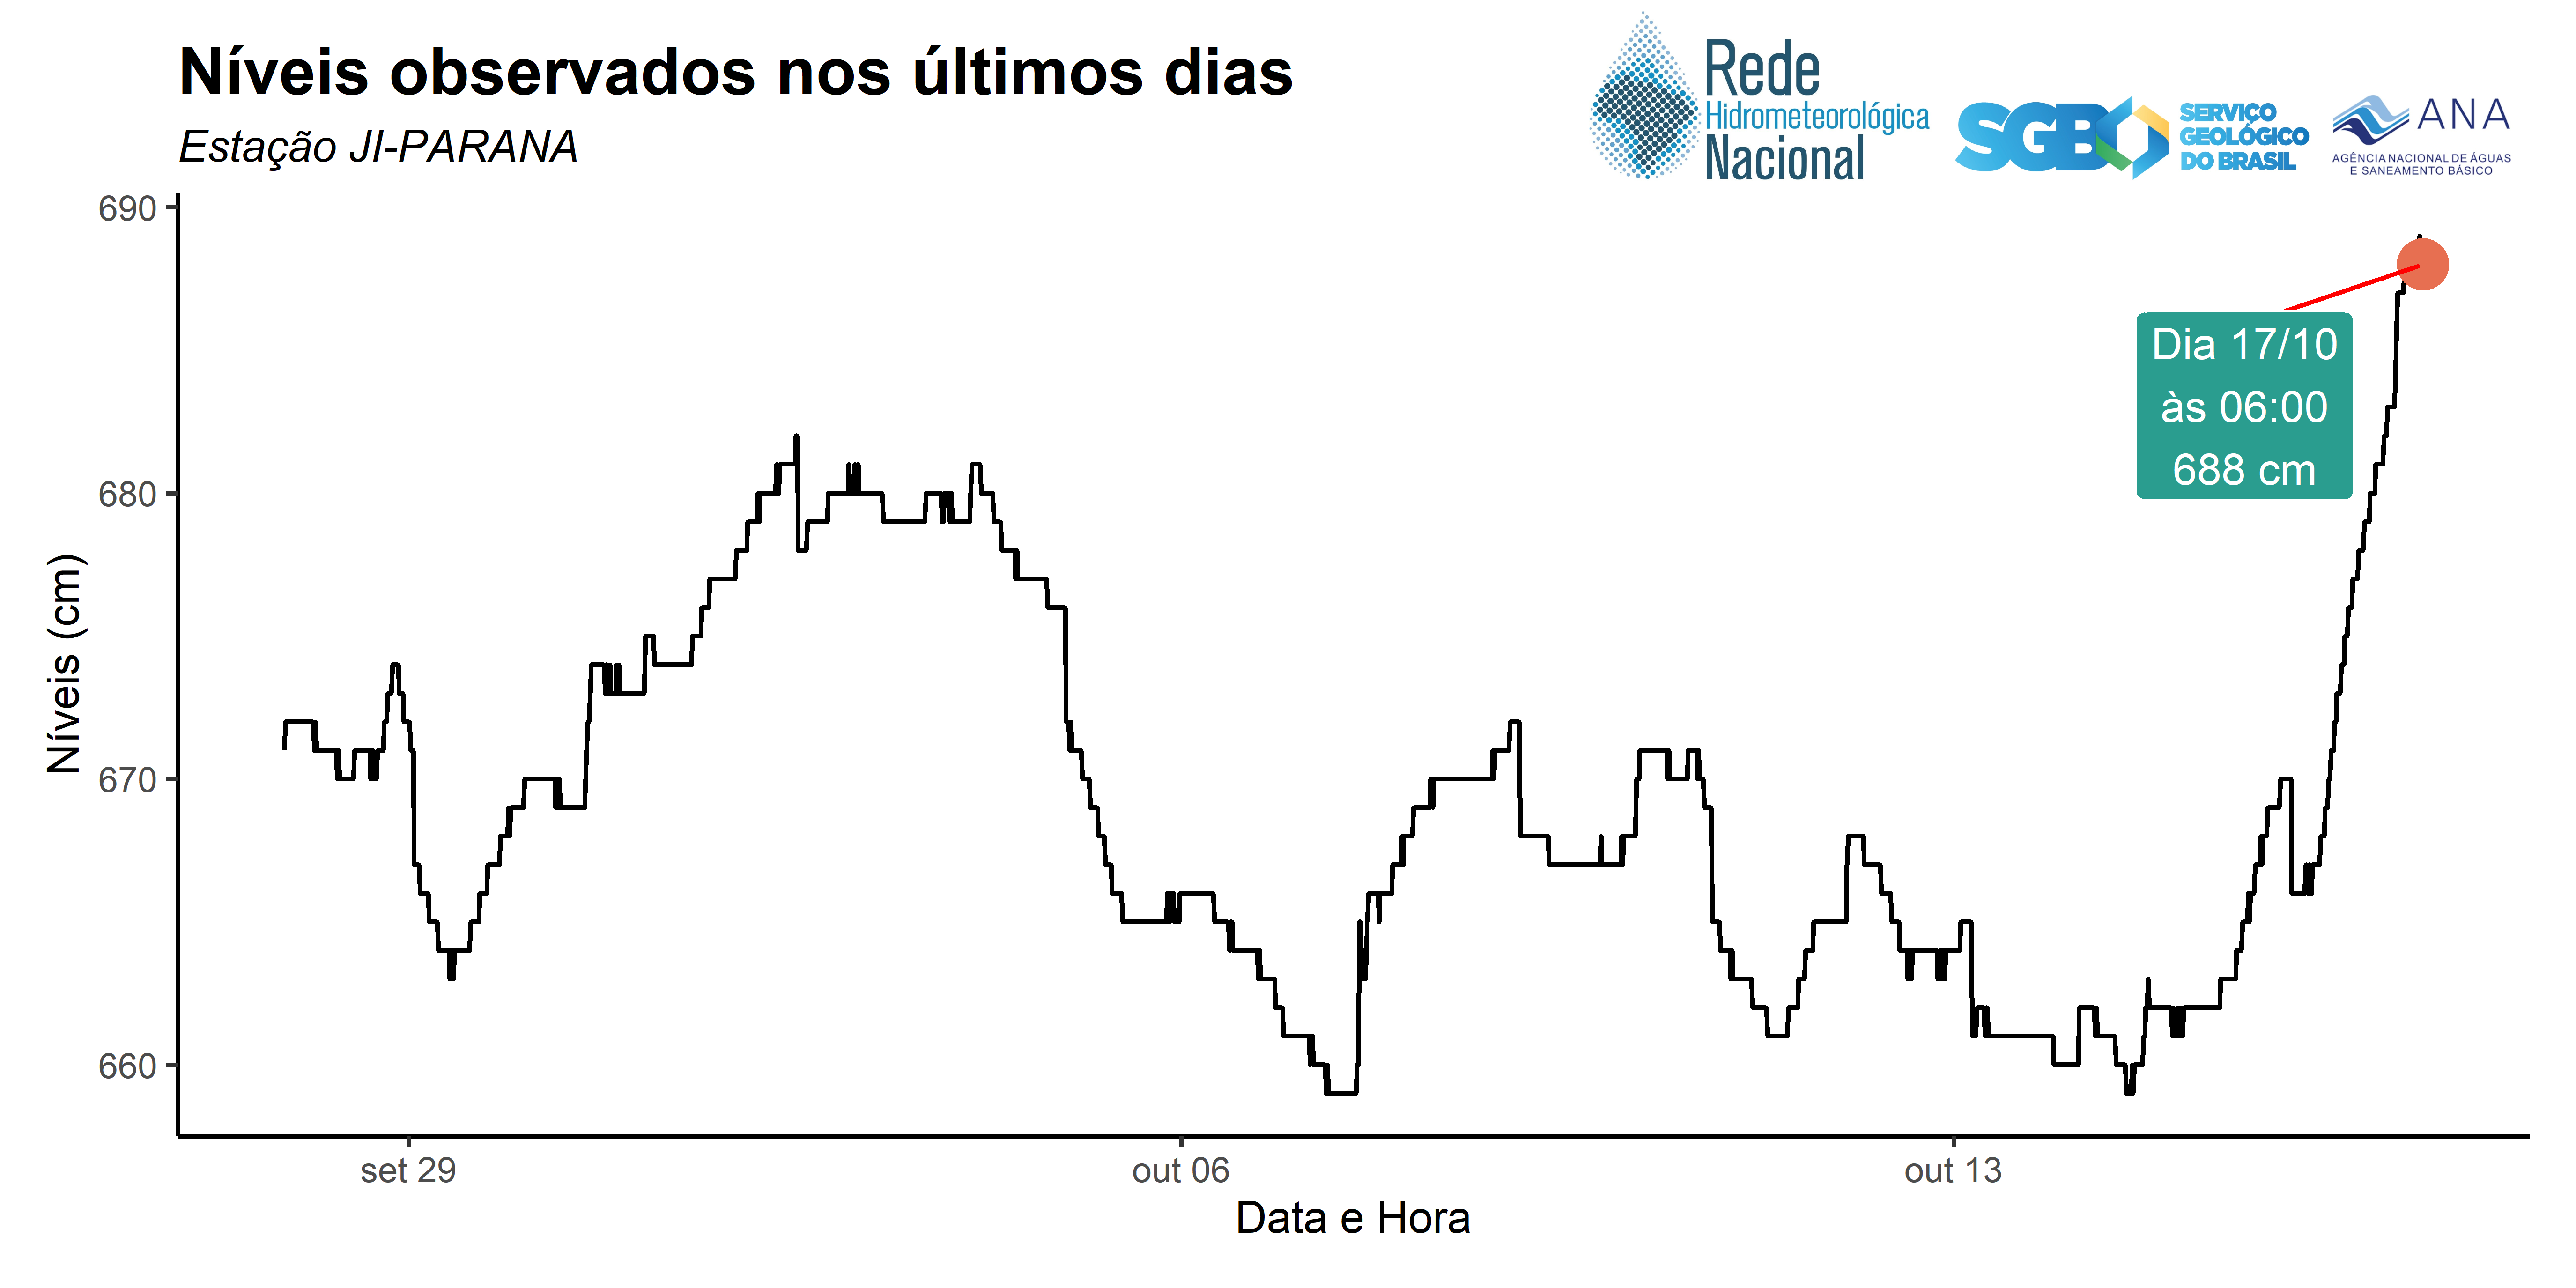 Níveis observados nos últimos dias
Estação JI-PARANA
Rede
Hidrometeorológica
Nacional
SGB
SERVIÇO
GEOLÓGICO
DO BRASIL
ANA
AGÊNCIA NACIONAL DE ÁGUAS
E SANEAMENTO BÁSICO
690
680
670
660
Níveis (cm)
Dia 17/10
às 06:00
688 cm
set 29
out 06
out 13
Data e Hora